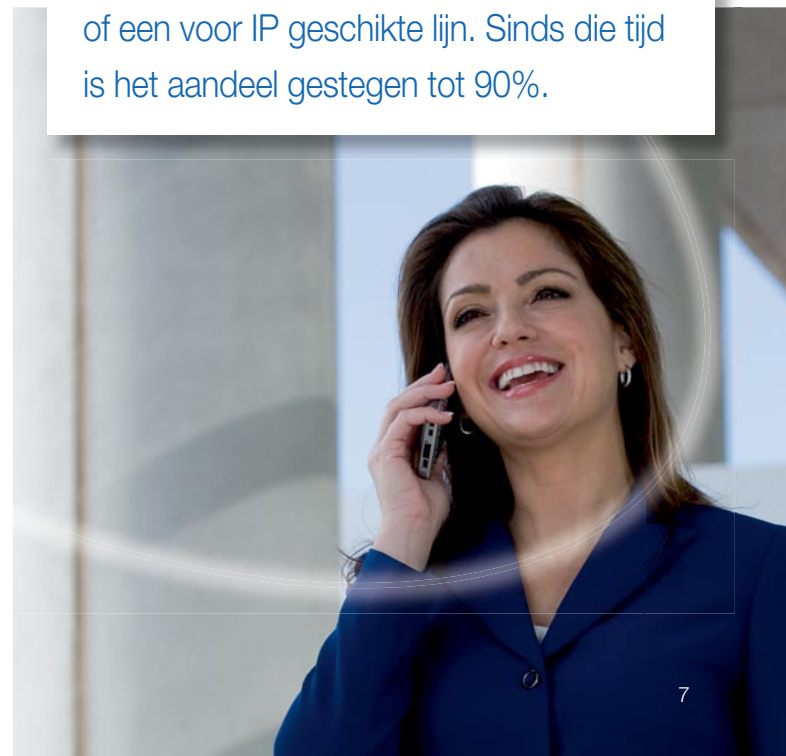 of een voor IP geschikte lijn. Sinds die tijd
is het aandeel gestegen tot 90%.
7